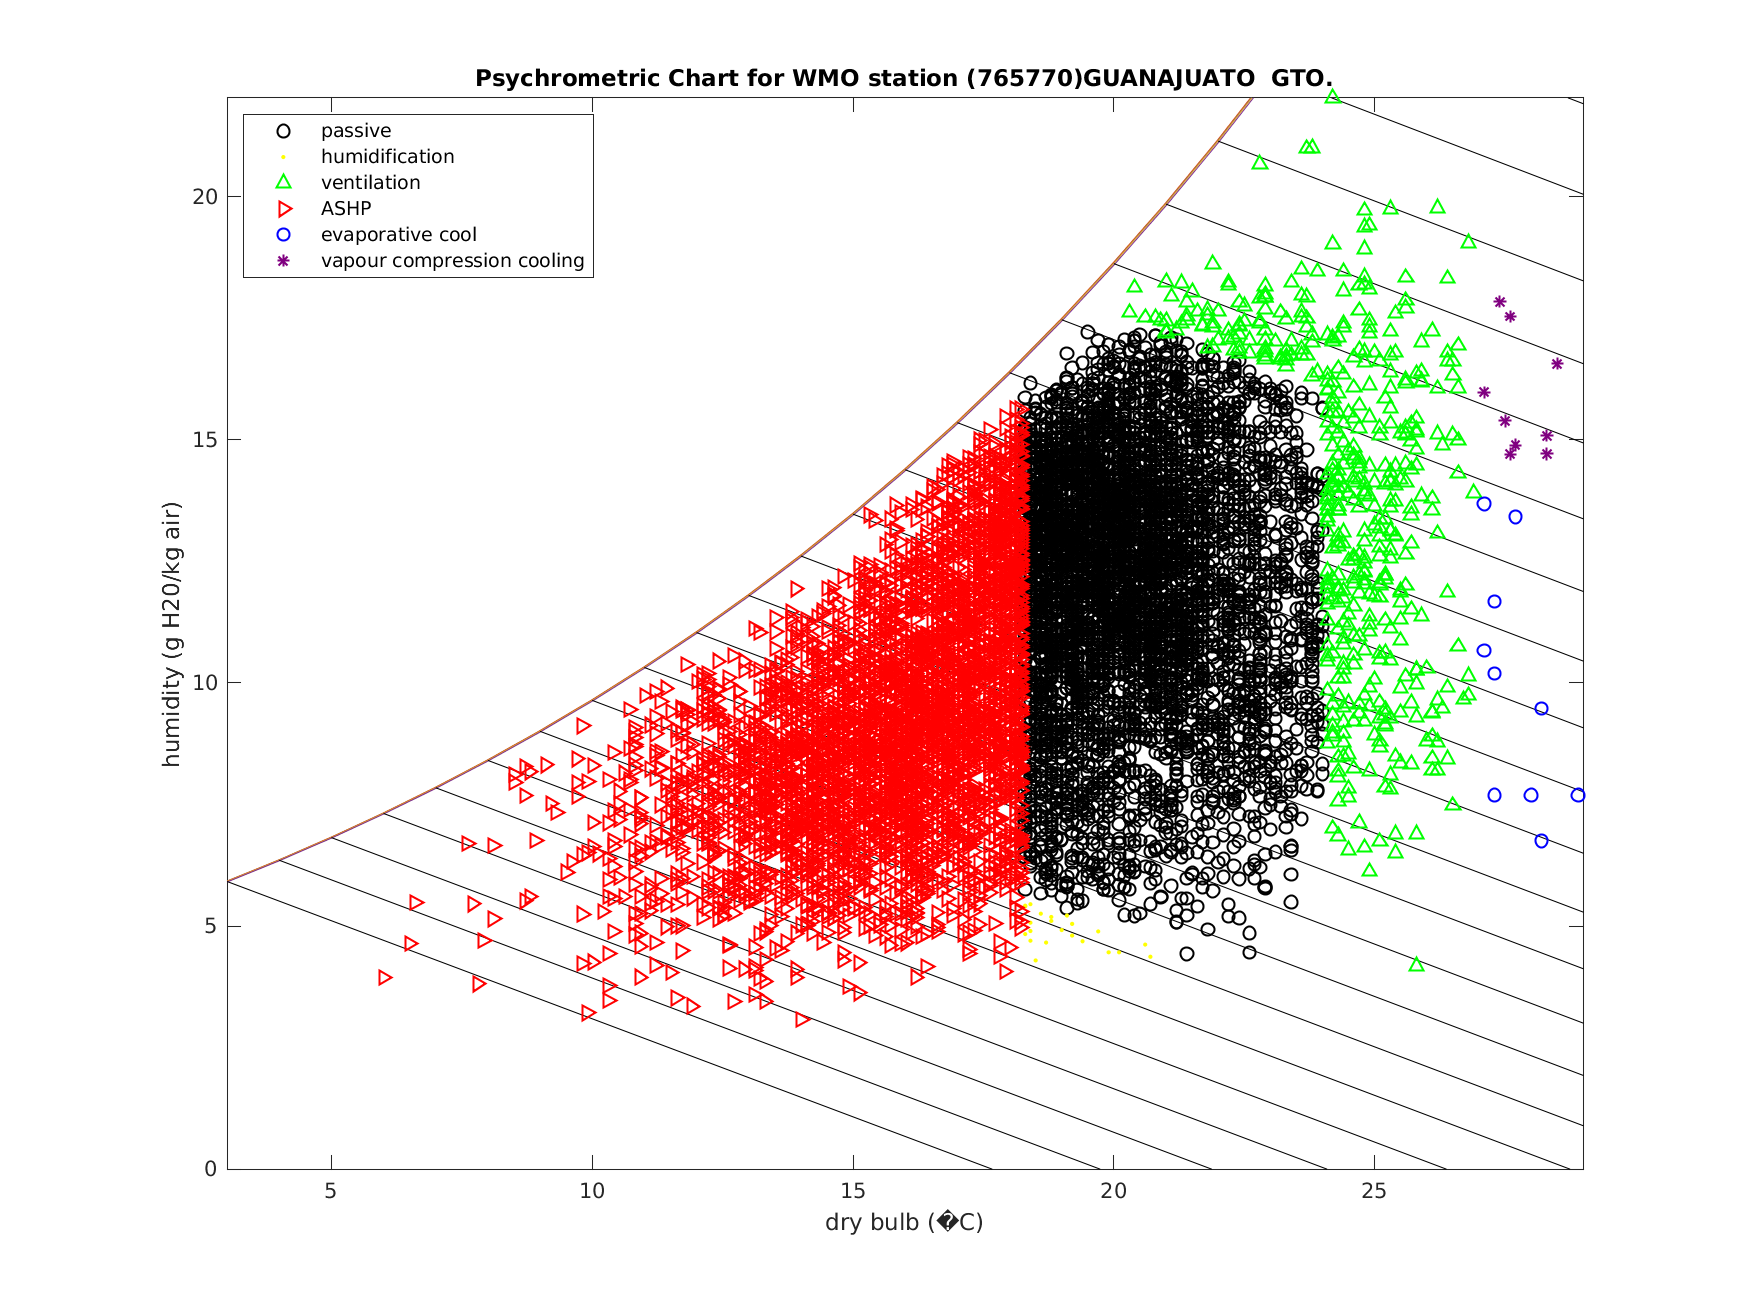 Psychrometric Chart for WMO station (765770)GUANAJUATO  GTO.
passive
humidification
ventilation
ASHP
evaporative cool
vapour compression cooling
20
15
10
5
0
humidity (g H20/kg air)
5 10 15 20 25
dry bulb (�C)